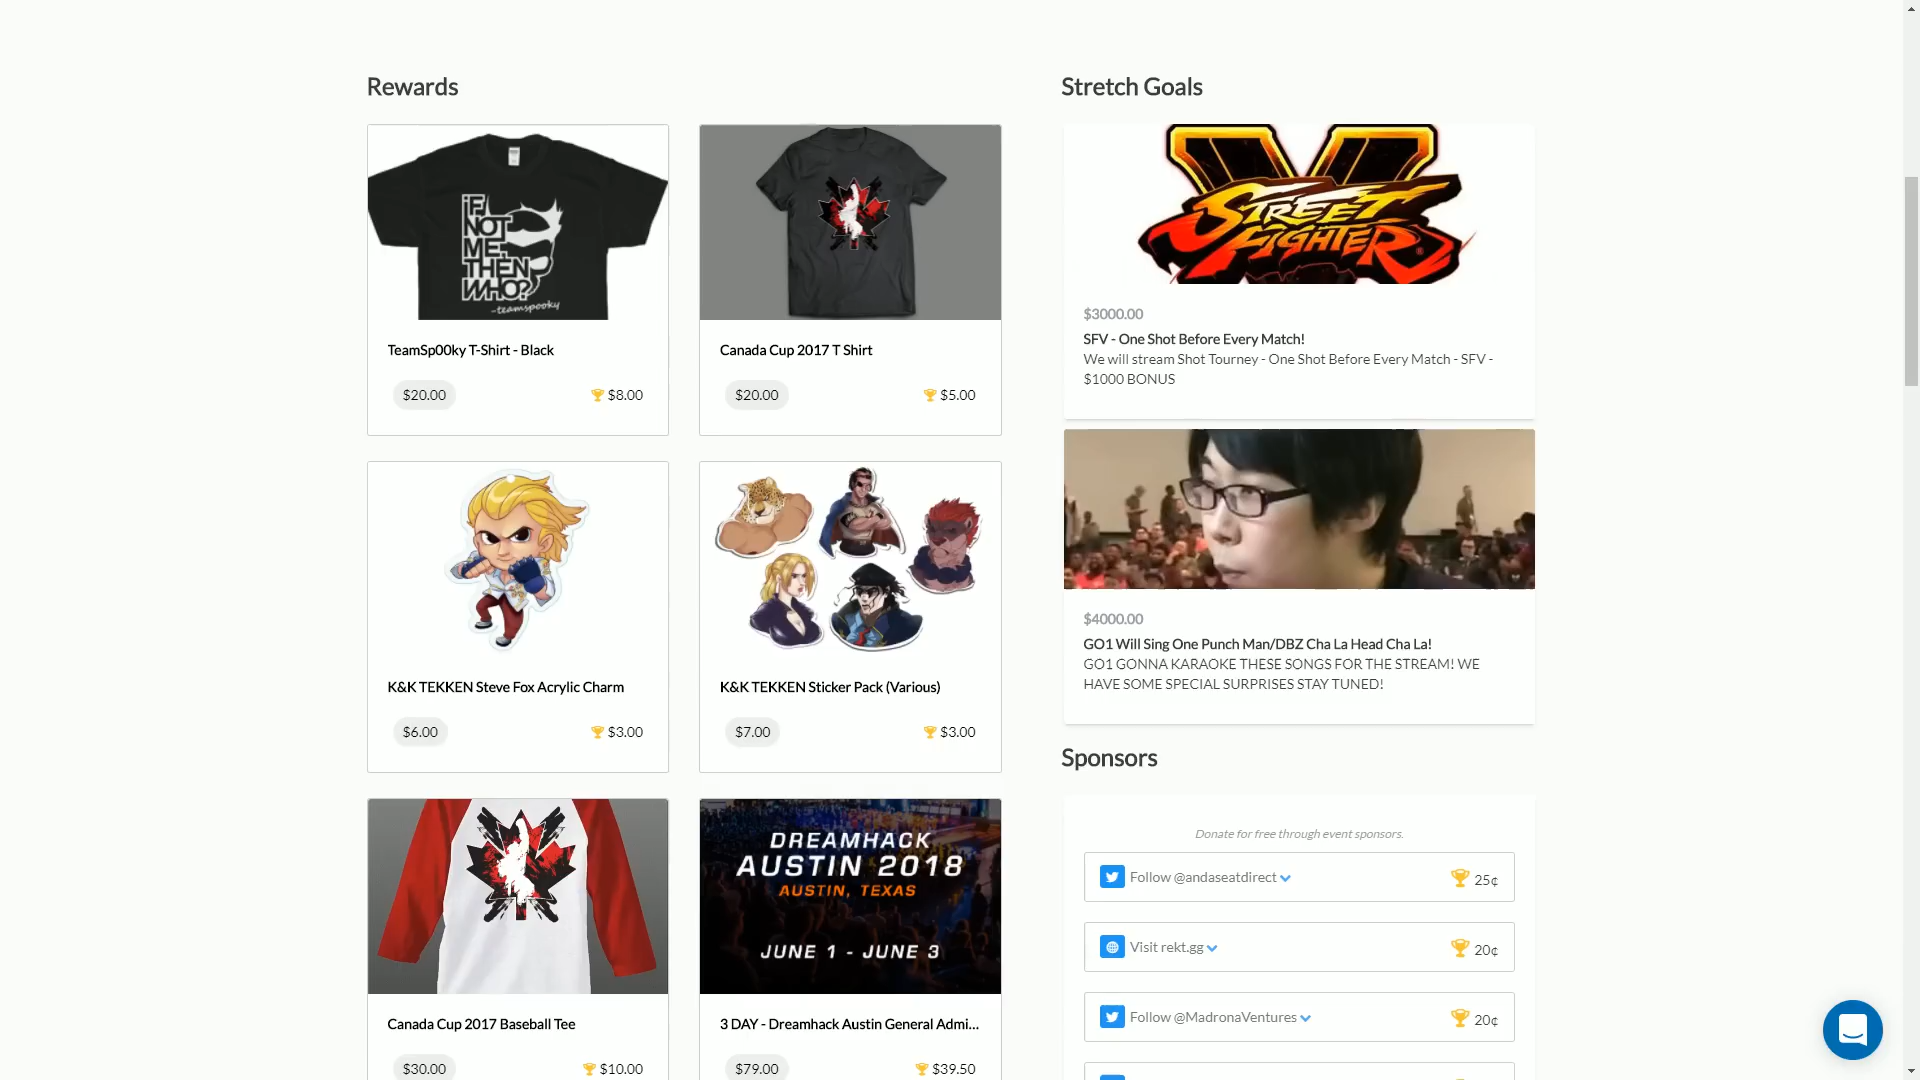 Rewards
iF
NOT
ME,
THEN
WHO?
-teamspooky
TeamSp00ky T-Shirt - Black
$20.00
$8.00
Canada Cup 2017 T Shirt
$20.00
$5.00
K&K TEKKEN Steve Fox Acrylic Charm
$6.00
$3.00
K&K TEKKEN Sticker Pack (Various)
$7.00
$3.00
Canada Cup 2017 Baseball Tee
$30.00
$10.00
DREAMHACK
AUSTIN 2018
AUSTIN, TEXAS
JUNE 1 - JUNE 3
3 DAY - Dreamhack Austin General Admi...
$79.00
$39.50
Stretch Goals
V
STREET
FIGHTER®
$3000.00
SFV - One Shot Before Every Match!
We will stream Shot Tourney - One Shot Before Every Match - SFV -
$1000 BONUS
$4000.00
GO1 Will Sing One Punch Man/DBZ Cha La Head Cha La!
GO1 GONNA KARAOKE THESE SONGS FOR THE STREAM! WE
HAVE SOME SPECIAL SURPRISES STAY TUNED!
Sponsors
Donate for free through event sponsors.
Follow @andaseatdirect
25¢
Visit rekt.gg
20¢
Follow @MadronaVentures
20¢